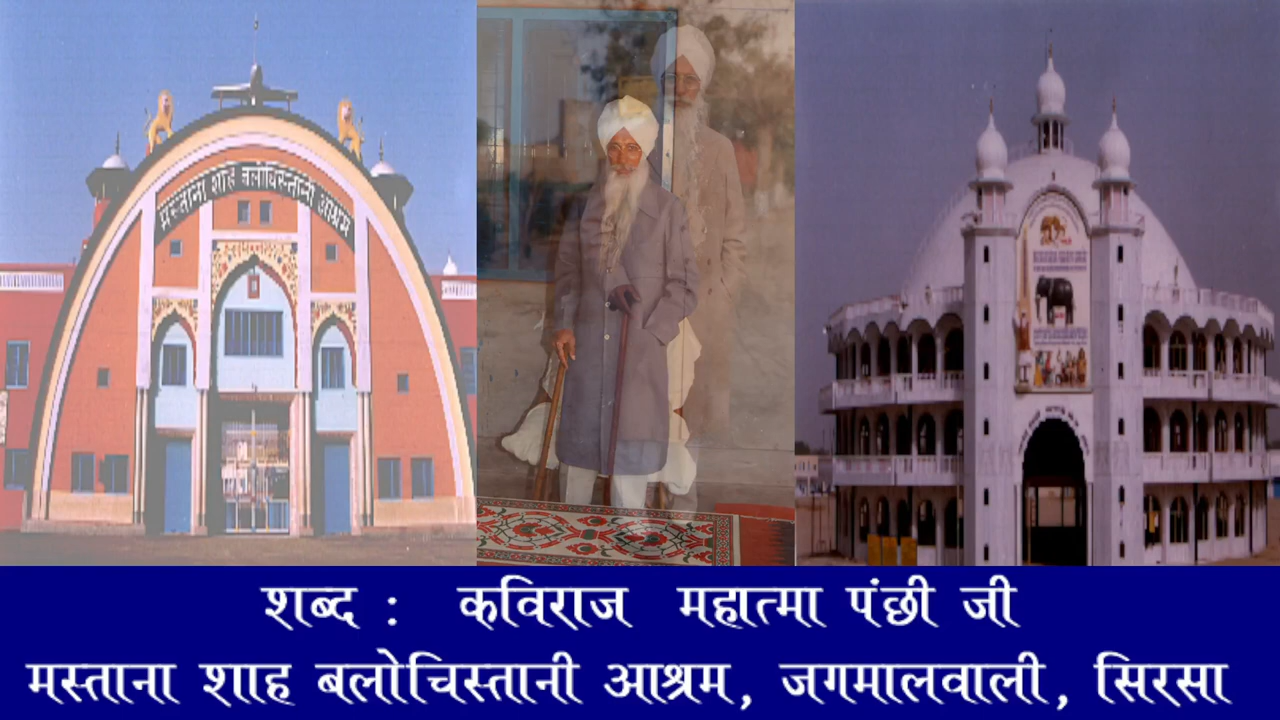 मस्ताना शाह बलोचिस्तानी आश्रम
शब्द : कविराज महात्मा पंछी जी
मस्ताना शाह बलोचिस्तानी आश्रम, जगमालवाली, सिरसा